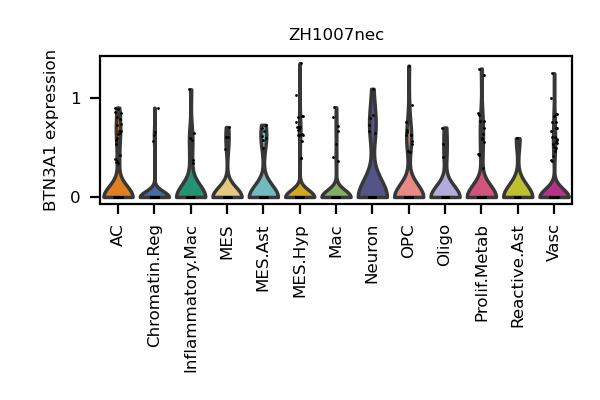 ZH1007nec
BTN3A1 expression
1
0
AC
Chromatin.Reg
Inflammatory.Mac
MES
MES.Ast
MES.Hyp
Mac
Neuron
OPC
Oligo
Prolif.Metab
Reactive.Ast
Vasc